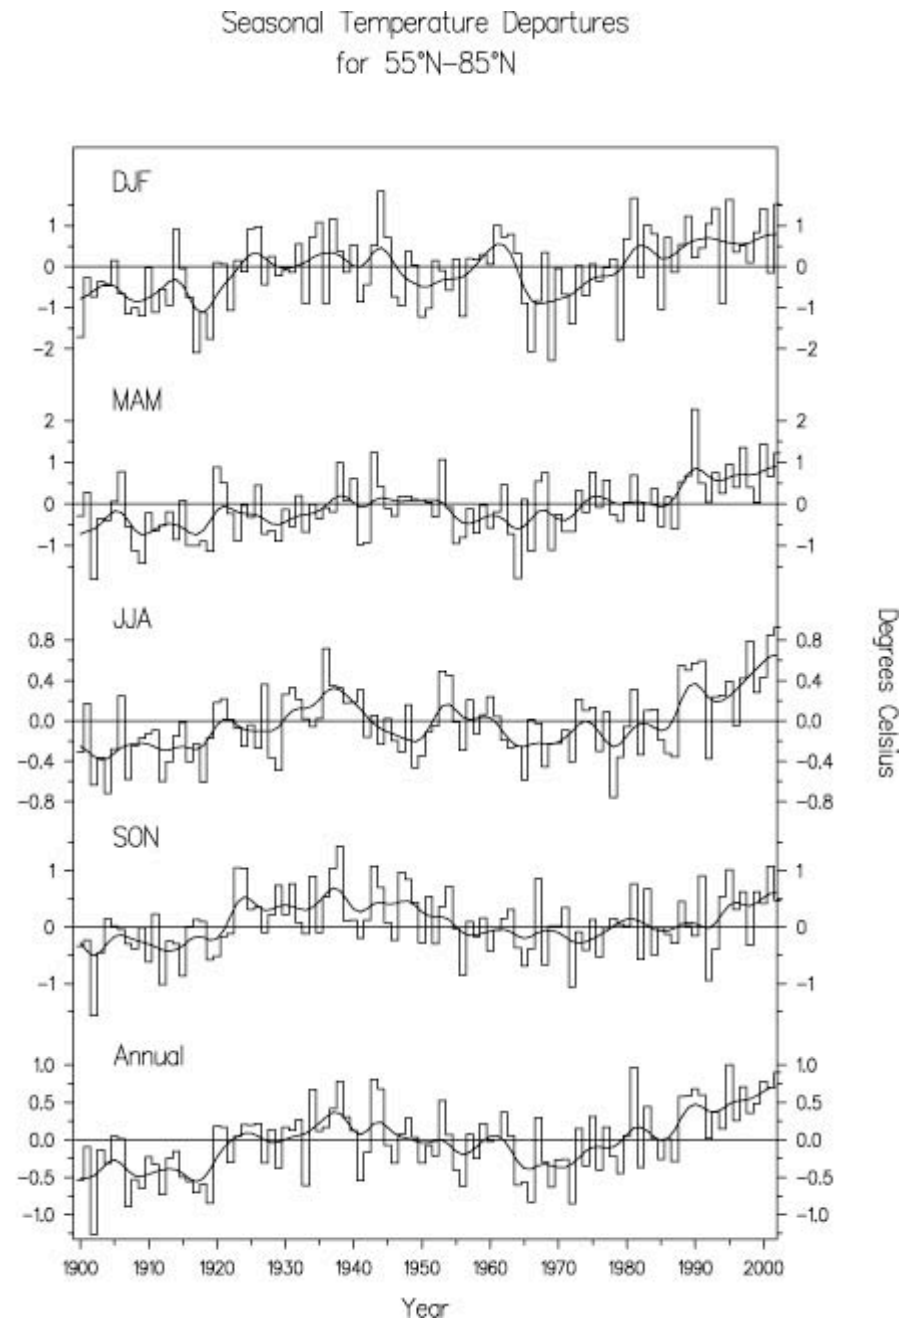 Seasonal Temperature Departures
for 55°N–85°N
DJF
1 1
0 0
−1 −1
−2 −2
MAM
2 2
1 1
0 0
−1 −1
JJA
0.8 0.8
0.4 0.4
0.0 0.0
−0.4 −0.4
−0.8 −0.8
Degrees Celsius
SON
1 1
0 0
−1 −1
Annual
1.0 1.0
0.5 0.5
0.0 0.0
−0.5 −0.5
−1.0 −1.0
1900 1910 1920 1930 1940 1950 1960 1970 1980 1990 2000
Year